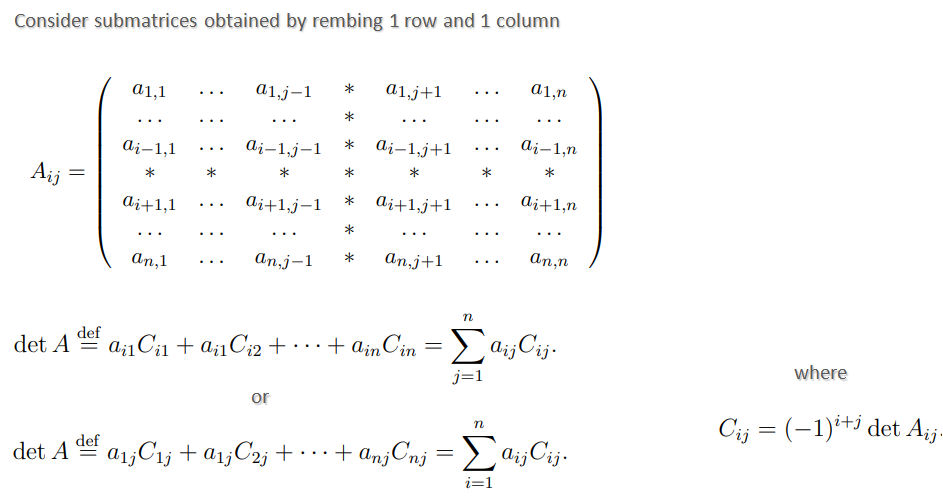 Consider submatrices obtained by rembing 1 row and 1 column
a_{1,1} ... a_{1,j-1} * a_{1,j+1} ... a_{1,n}
... ... ... * ... ... ...
a_{i-1,1} ... a_{i-1,j-1} * a_{i-1,j+1} ... a_{i-1,n}
A_{ij} = * * * * * * *
a_{i+1,1} ... a_{i+1,j-1} * a_{i+1,j+1} ... a_{i+1,n}
... ... ... * ... ... ...
a_{n,1} ... a_{n,j-1} * a_{n,j+1} ... a_{n,n}
det A \stackrel{def}{=} a_{i1}C_{i1} + a_{i1}C_{i2} + ··· + a_{in}C_{in} = \sum_{j=1}^{n} a_{ij}C_{ij}.
or
det A \stackrel{def}{=} a_{1j}C_{1j} + a_{1j}C_{2j} + ··· + a_{nj}C_{nj} = \sum_{i=1}^{n} a_{ij}C_{ij}.
where
C_{ij} = (-1)^{i+j} det A_{ij}.